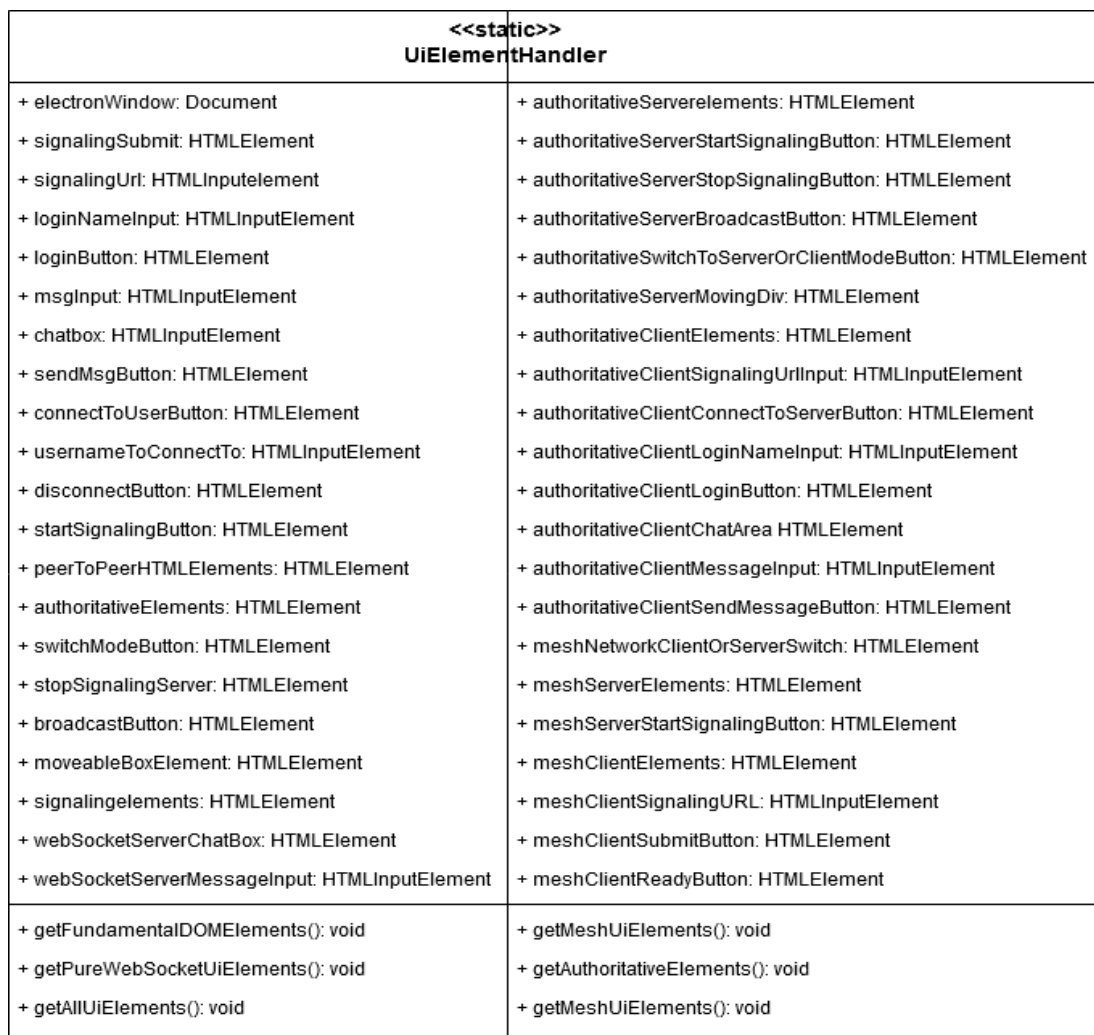 <<static>>
UiElementHandler
+ electronWindow: Document
+ signalingSubmit: HTMLElement
+ signalingUrl: HTMLInputelement
+ loginNameInput: HTMLInputElement
+ loginButton: HTMLElement
+ msgInput: HTMLInputElement
+ chatbox: HTMLInputElement
+ sendMsgButton: HTMLElement
+ connectToUserButton: HTMLElement
+ usernameToConnectTo: HTMLInputElement
+ disconnectButton: HTMLElement
+ startSignalingButton: HTMLElement
+ peerToPeerHTMLElements: HTMLElement
+ authoritativeElements: HTMLElement
+ switchModeButton: HTMLElement
+ stopSignalingServer: HTMLElement
+ broadcastButton: HTMLElement
+ moveableBoxElement: HTMLElement
+ signalingelements: HTMLElement
+ webSocketServerChatBox: HTMLElement
+ webSocketServerMessageInput: HTMLInputElement
+ authoritativeServerelements: HTMLElement
+ authoritativeServerStartSignalingButton: HTMLElement
+ authoritativeServerStopSignalingButton: HTMLElement
+ authoritativeServerBroadcastButton: HTMLElement
+ authoritativeSwitchToServerOrClientModeButton: HTMLElement
+ authoritativeServerMovingDiv: HTMLElement
+ authoritativeClientElements: HTMLElement
+ authoritativeClientSignalingUrlInput: HTMLInputElement
+ authoritativeClientConnectToServerButton: HTMLElement
+ authoritativeClientLoginNameInput: HTMLInputElement
+ authoritativeClientLoginButton: HTMLElement
+ authoritativeClientChatArea HTMLElement
+ authoritativeClientMessageInput: HTMLInputElement
+ authoritativeClientSendMessageButton: HTMLElement
+ meshNetworkClientOrServerSwitch: HTMLElement
+ meshServerElements: HTMLElement
+ meshServerStartSignalingButton: HTMLElement
+ meshClientElements: HTMLElement
+ meshClientSignalingURL: HTMLInputElement
+ meshClientSubmitButton: HTMLElement
+ meshClientReadyButton: HTMLElement
+ getFundamentalDOMElements(): void
+ getPureWebSocketUiElements(): void
+ getAllUiElements(): void
+ getMeshUiElements(): void
+ getAuthoritativeElements(): void
+ getMeshUiElements(): void